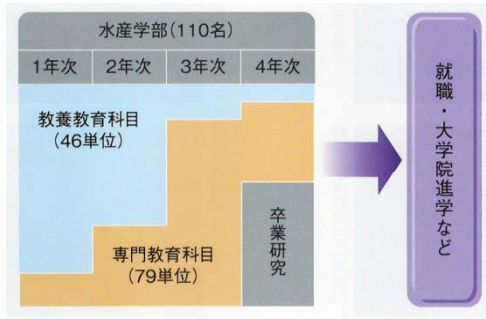 水産学部(110名)
1年次 2年次 3年次 4年次
教養教育科目
(46単位)
専門教育科目
(79単位)
卒業研究
就職・大学院進学など